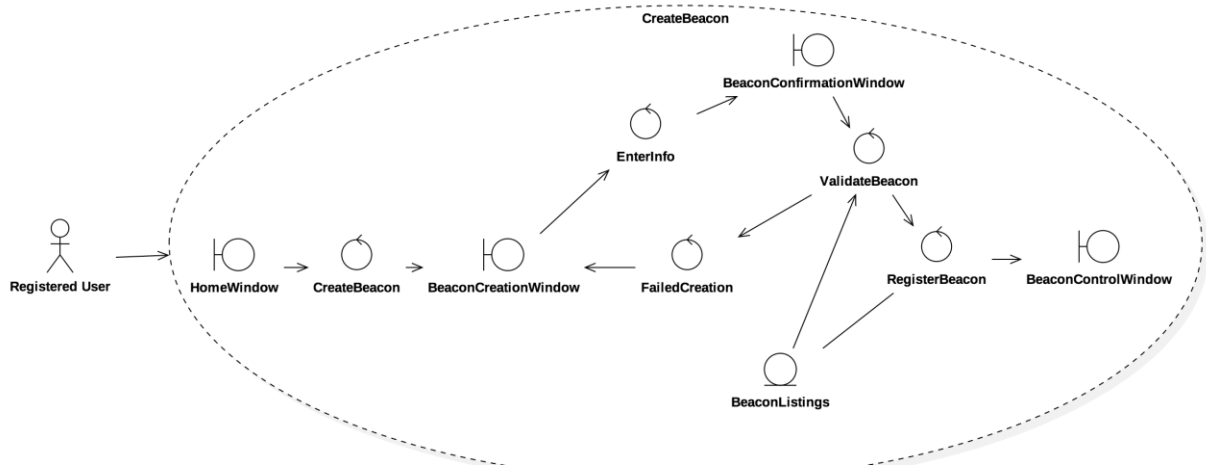 CreateBeacon
BeaconConfirmationWindow
EnterInfo
ValidateBeacon
Registered User
HomeWindow
CreateBeacon
BeaconCreationWindow
FailedCreation
RegisterBeacon
BeaconControlWindow
BeaconListings